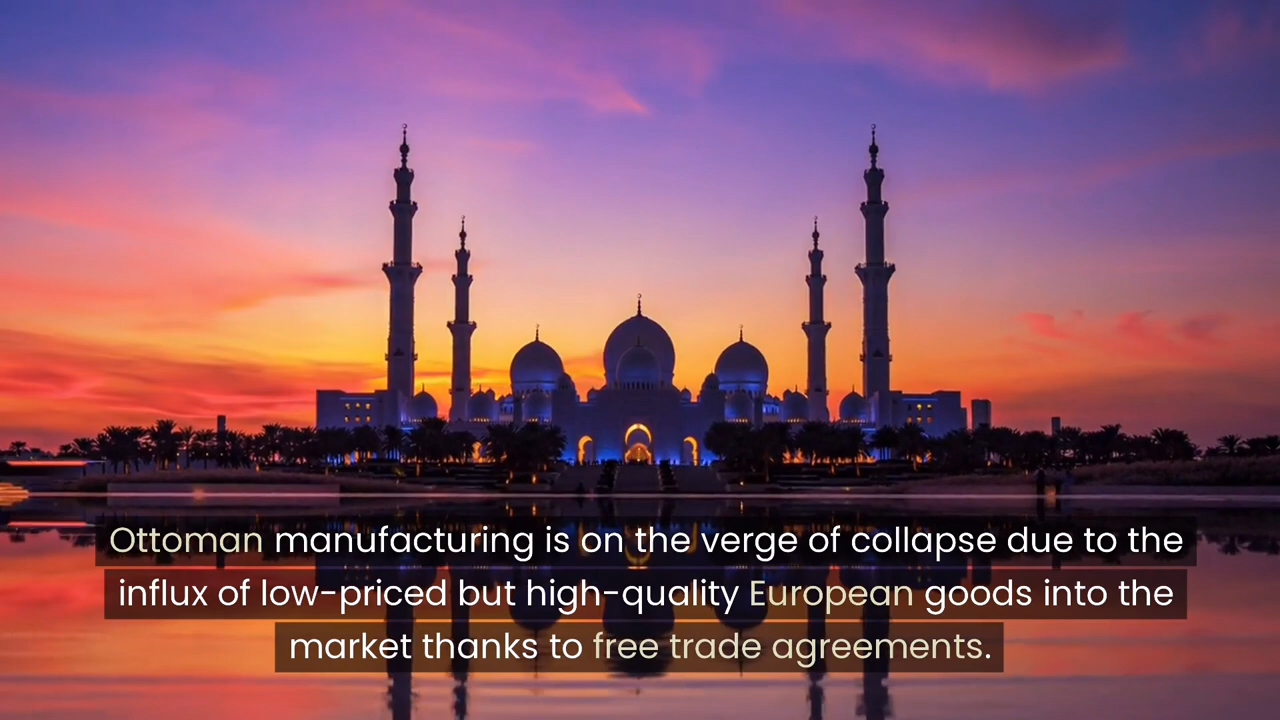 Ottoman manufacturing is on the verge of collapse due to the
influx of low-priced but high-quality European goods into the
market thanks to free trade agreements.